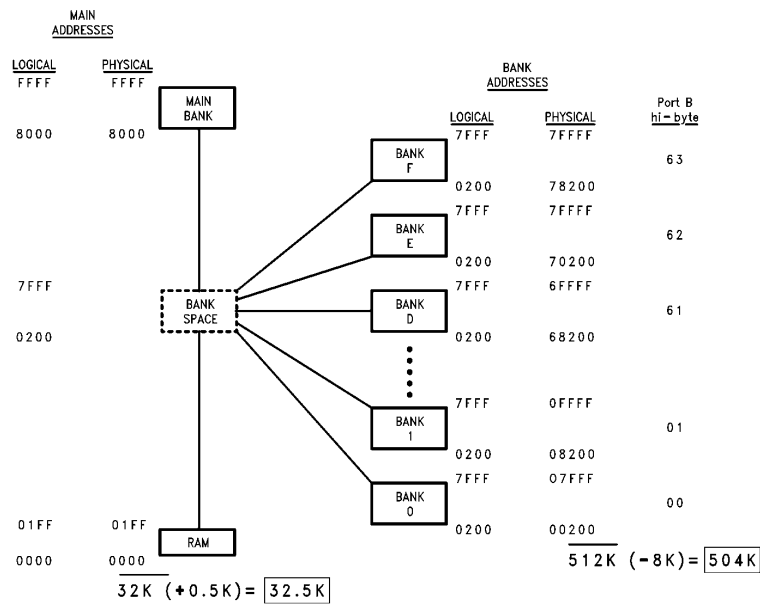 MAIN
ADDRESSES
LOGICAL PHYSICAL
FFFF FFFF
MAIN
BANK
8000 8000
7FFF
BANK
SPACE
0200
01FF 01FF
RAM
0000 0000
32K (+0.5K)= 32.5K
BANK
ADDRESSES
LOGICAL PHYSICAL
Port B
hi-byte
7FFF 7FFFF
BANK
F
63
0200 78200
7FFF 7FFFF
BANK
E
62
0200 70200
7FFF 6FFFF
BANK
D
61
0200 68200
7FFF 0FFFF
BANK
1
01
0200 08200
7FFF 07FFF
BANK
0
00
0200 00200
512K (-8K)= 504K